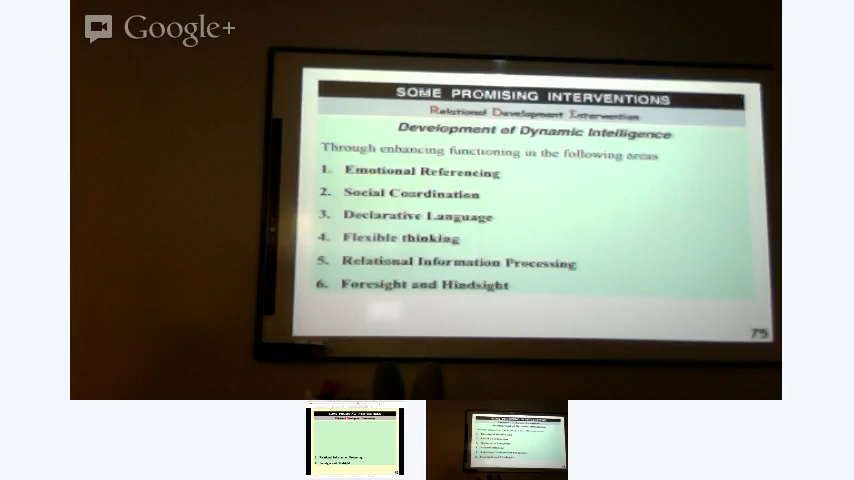 Google+
SOME PROMISING INTERVENTIONS
Relational Development Intervention
Development of Dynamic Intelligence
Through enhancing functioning in the following areas
1. Emotional Referencing
2. Social Coordination
3. Declarative Language
4. Flexible thinking
5. Relational Information Processing
6. Foresight and Hindsight
75